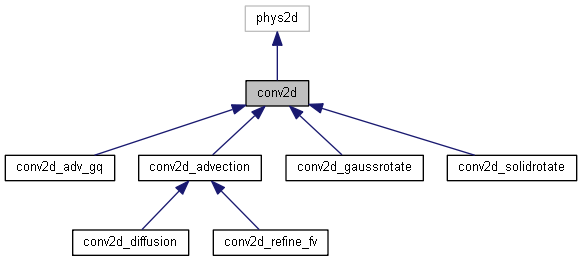 phys2d
conv2d
conv2d_adv_gq
conv2d_advection
conv2d_gaussrotate
conv2d_solidrotate
conv2d_diffusion
conv2d_refine_fv